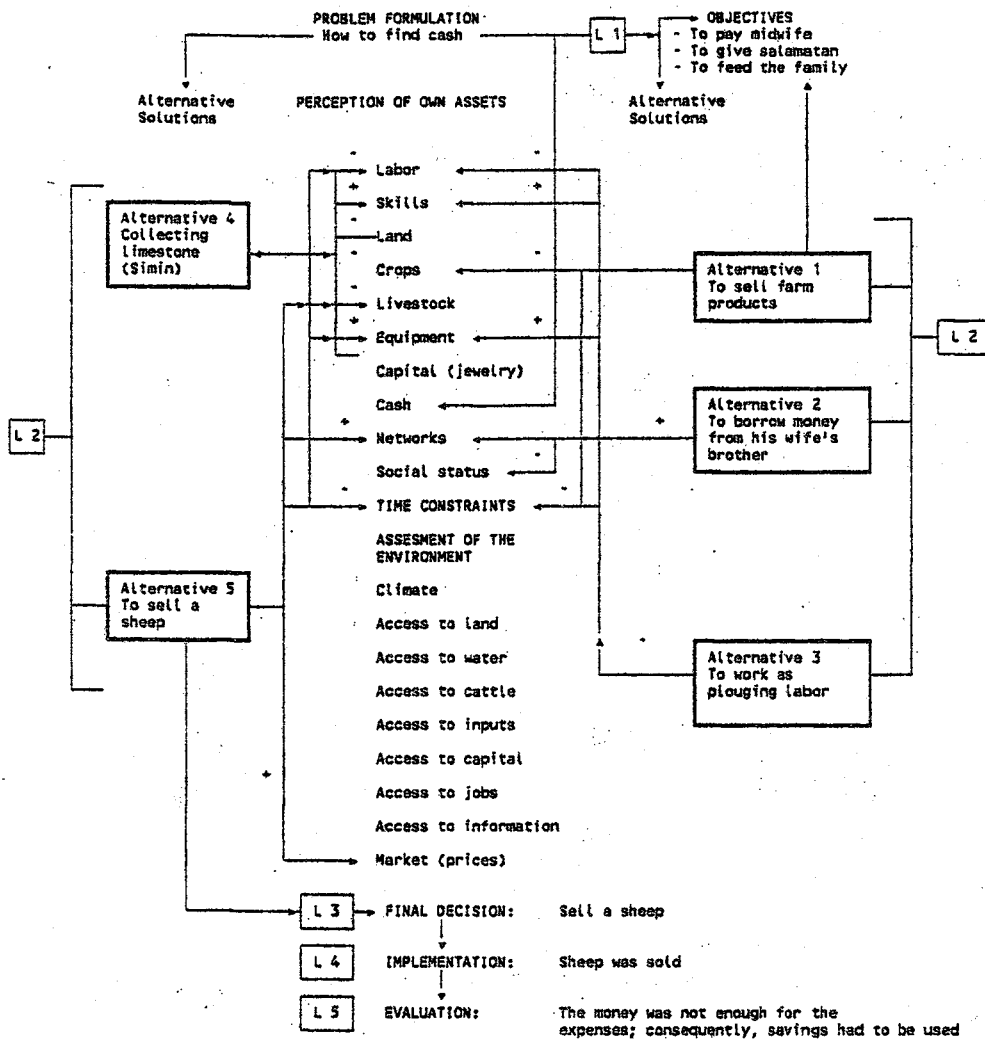 PROBLEM FORMULATION
How to find cash
L 1
OBJECTIVES
- To pay midwife
- To give salamatan
- To feed the family
Alternative
Solutions
PERCEPTION OF OWN ASSETS
Alternative
Solutions
- Labor -
+ Skills +
- Land
- Crops -
- Livestock
+ Equipment +
Capital (jewelry)
Cash
+ Networks +
Social status -
- TIME CONSTRAINTS -
ASSESMENT OF THE
ENVIRONMENT
Climate
Access to land
Access to water
Access to cattle
Access to inputs
Access to capital
Access to jobs
Access to information
+ Market (prices)
L 2
Alternative 4
Collecting
limestone
(Simin)
Alternative 5
To sell a
sheep
Alternative 1
To sell farm
products
Alternative 2
To borrow money
from his wife's
brother
Alternative 3
To work as
plouging labor
-
L 2
L 3
FINAL DECISION: Sell a sheep
L 4
IMPLEMENTATION: Sheep was sold
L 5
EVALUATION: The money was not enough for the
expenses; consequently, savings had to be used